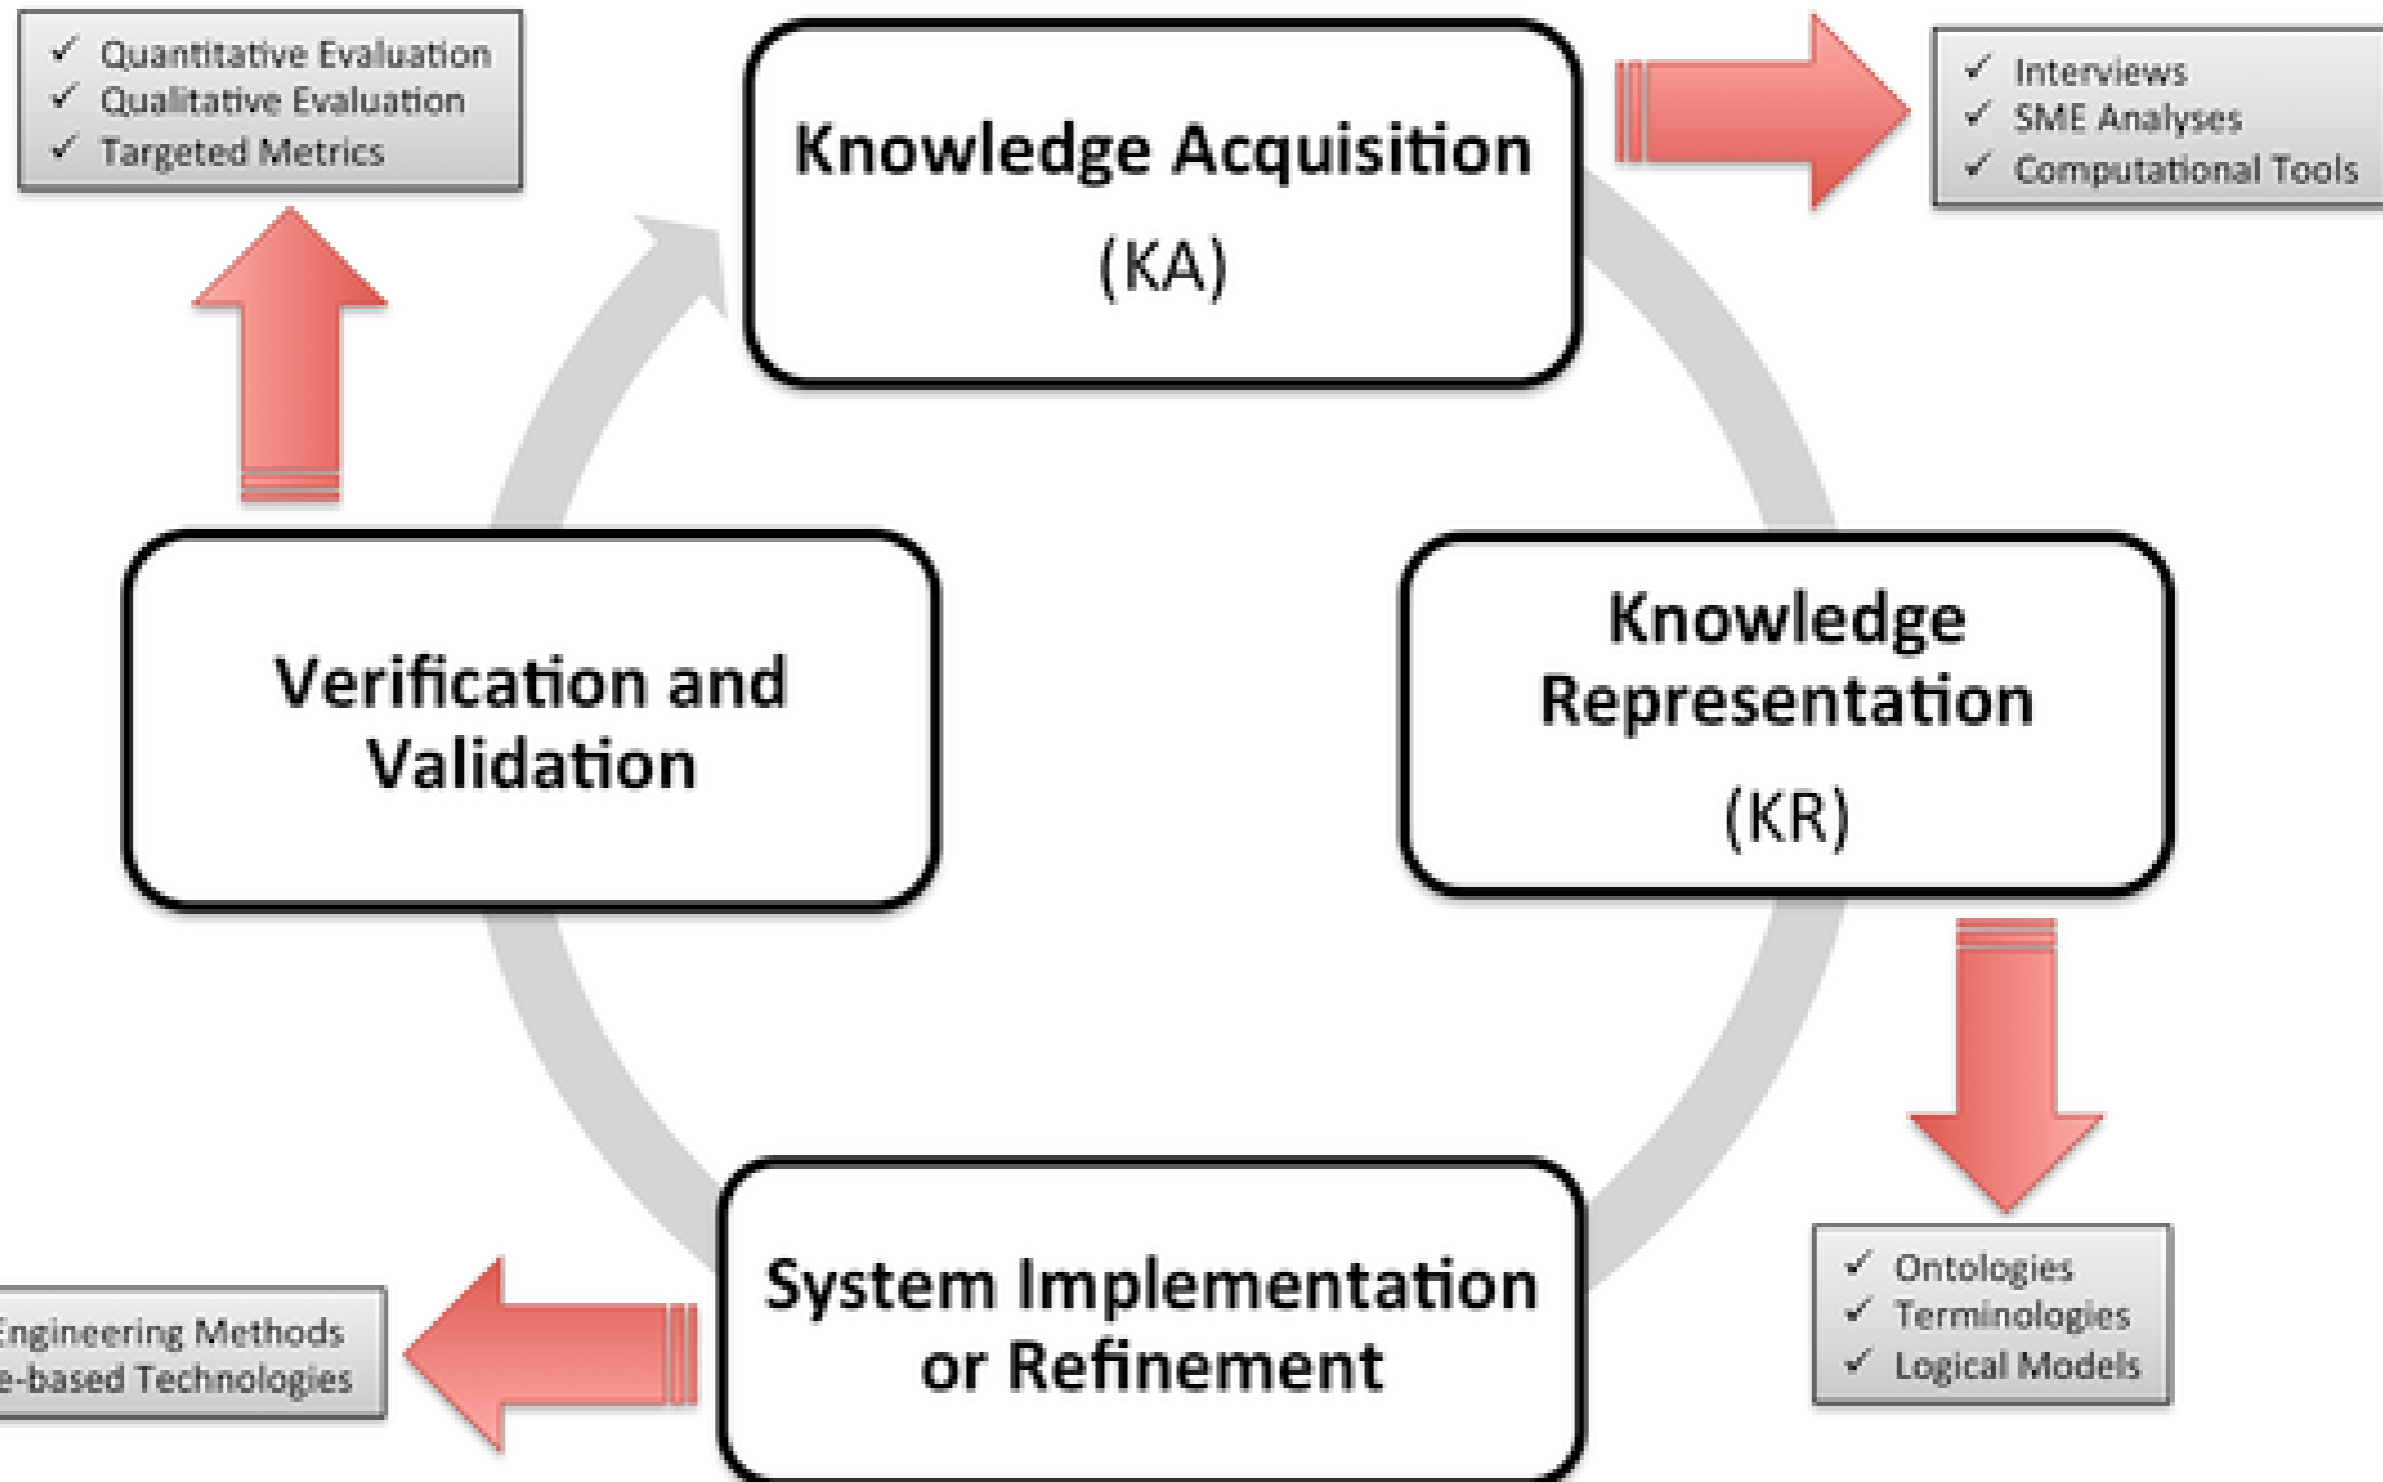 ✓ Quantitative Evaluation
✓ Qualitative Evaluation
✓ Targeted Metrics
Knowledge Acquisition
(KA)
✓ Interviews
✓ SME Analyses
✓ Computational Tools
Verification and
Validation
Knowledge
Representation
(KR)
System Implementation
or Refinement
Engineering Methods
e-based Technologies
✓ Ontologies
✓ Terminologies
✓ Logical Models